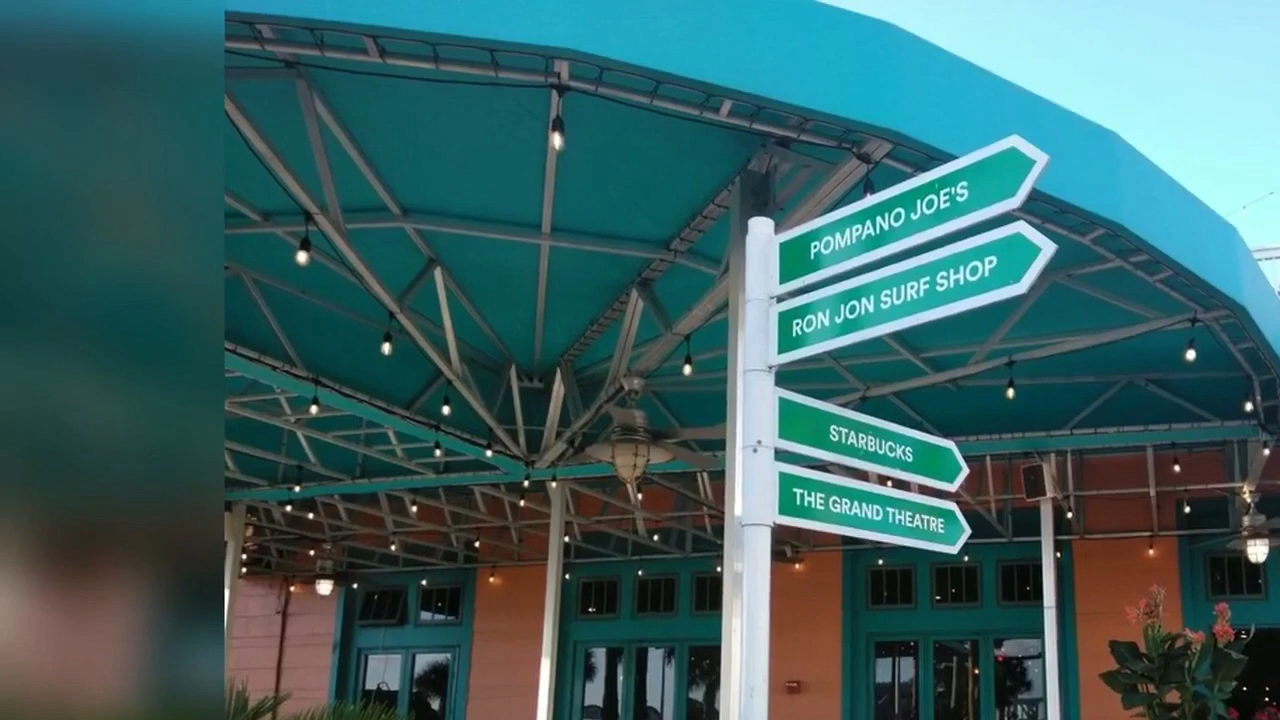 POMPANO JOE'S
RON JON SURF SHOP
STARBUCKS
THE GRAND THEATRE